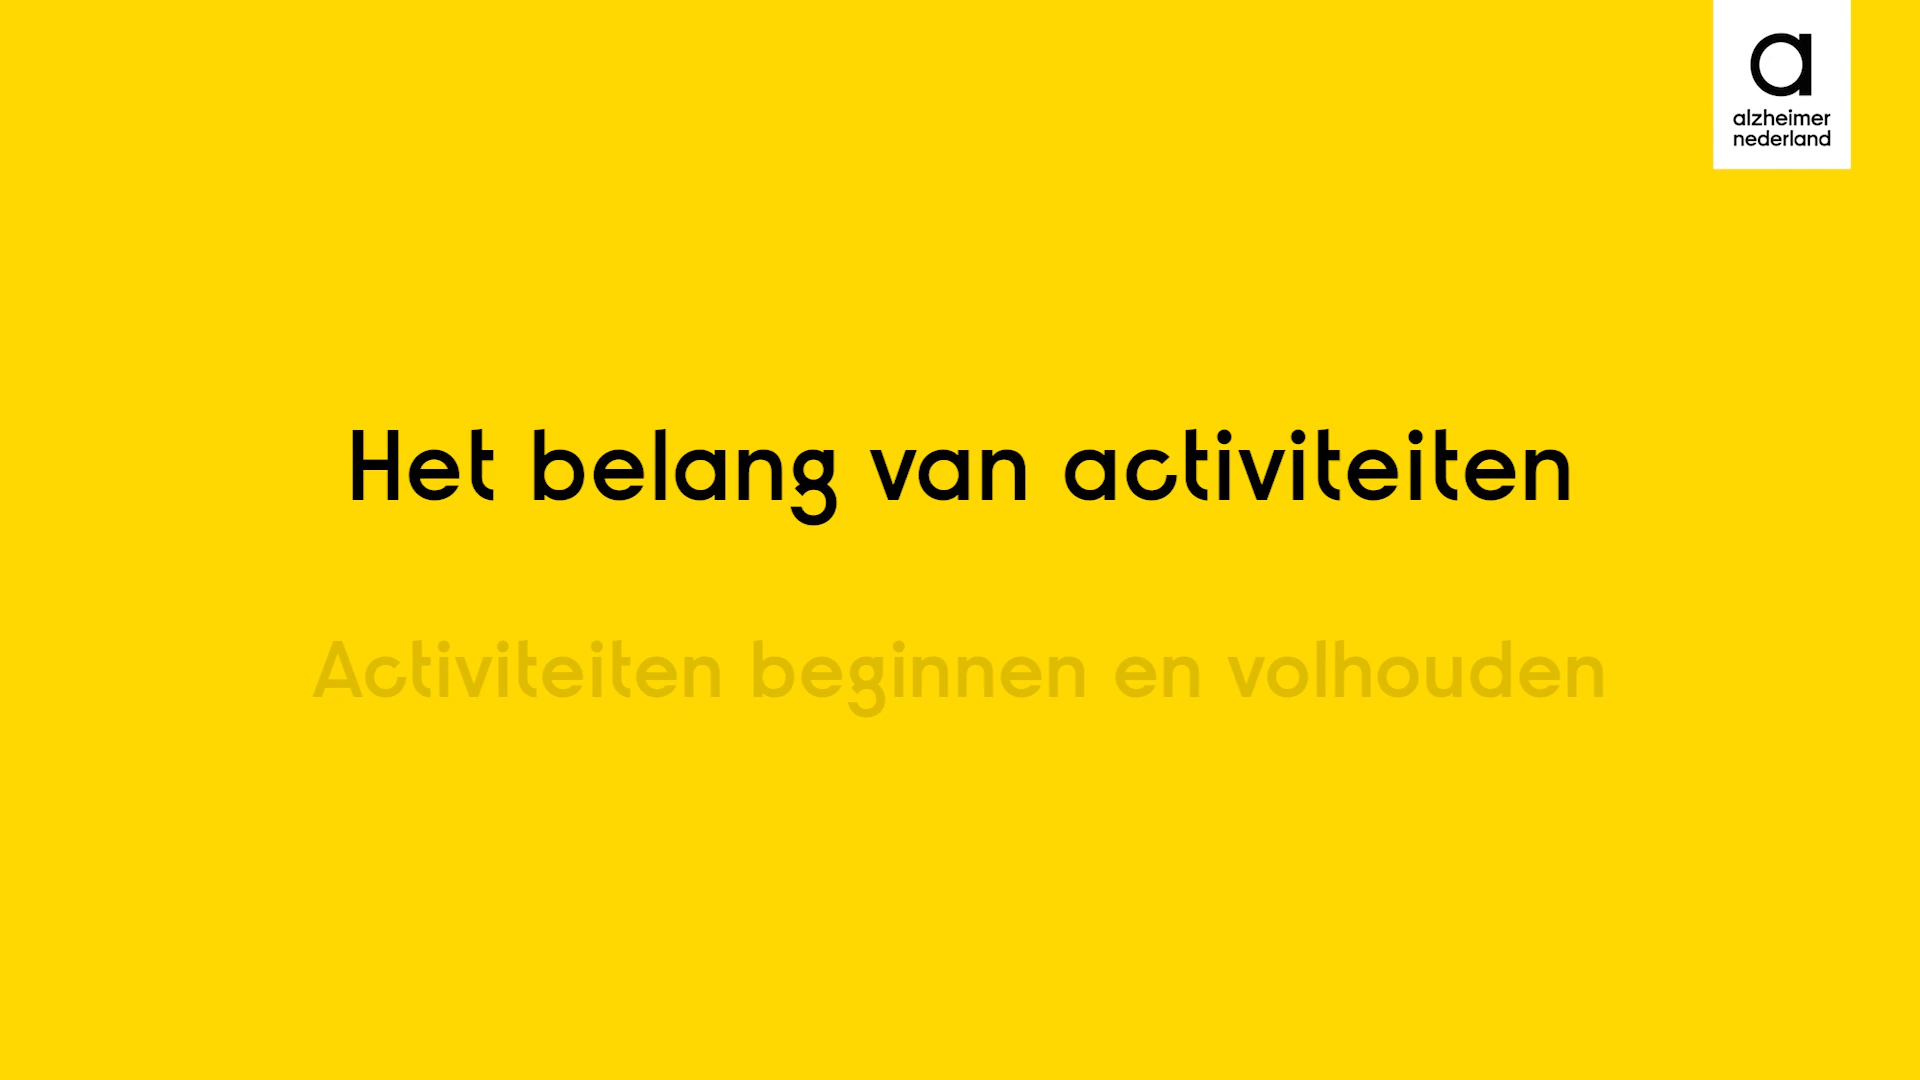 a
alzheimer
nederland
Het belang van activiteiten
Activiteiten beginnen en volhouden